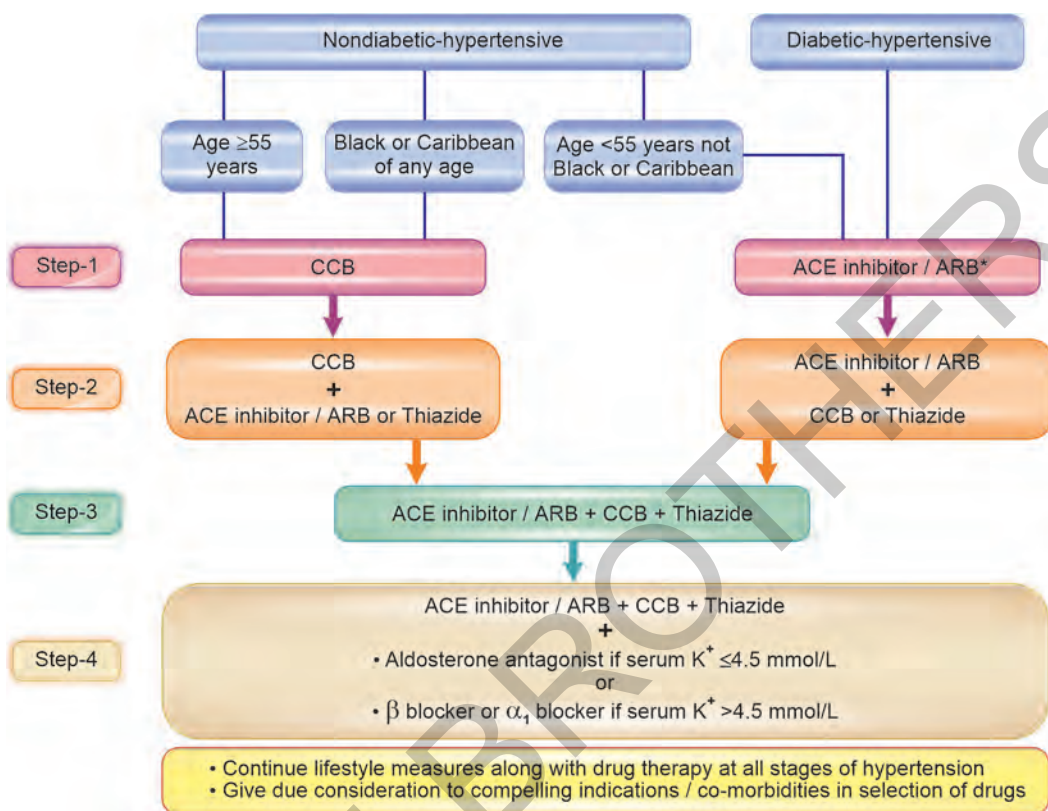 Nondiabetic-hypertensive
Diabetic-hypertensive
Age ≥55
years
Black or Caribbean
of any age
Age <55 years not
Black or Caribbean
Step-1
CCB
ACE inhibitor / ARB*
Step-2
CCB
+
ACE inhibitor / ARB or Thiazide
ACE inhibitor / ARB
+
CCB or Thiazide
Step-3
ACE inhibitor / ARB + CCB + Thiazide
Step-4
ACE inhibitor / ARB + CCB + Thiazide
+
• Aldosterone antagonist if serum K⁺ ≤4.5 mmol/L
or
• β blocker or α₁ blocker if serum K⁺ >4.5 mmol/L
• Continue lifestyle measures along with drug therapy at all stages of hypertension
• Give due consideration to compelling indications / co-morbidities in selection of drugs
BROTHERS